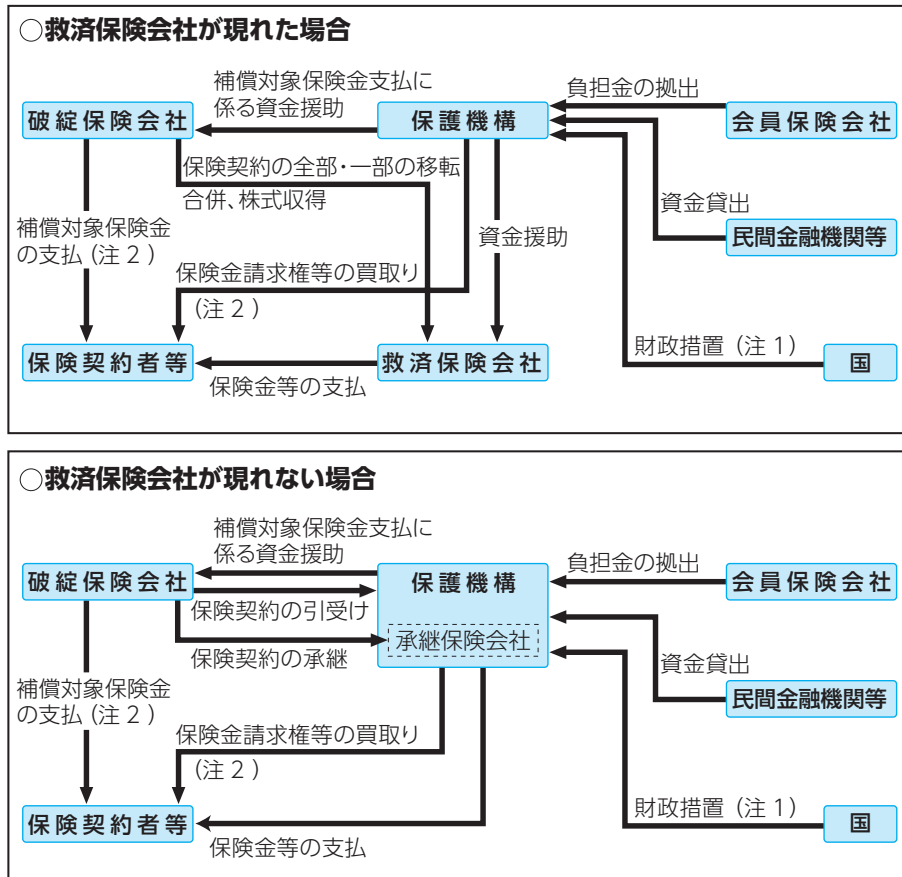 ○救済保険会社が現れた場合
補償対象保険金支払に
係る資金援助
負担金の拠出
破綻保険会社
保護機構
会員保険会社
保険契約の全部・一部の移転
合併、株式取得
資金貸出
補償対象保険金
の支払（注２）
資金援助
民間金融機関等
保険金請求権等の買取り
（注２）
財政措置（注１）
保険契約者等
救済保険会社
国
保険金等の支払
○救済保険会社が現れない場合
補償対象保険金支払に
係る資金援助
負担金の拠出
破綻保険会社
保護機構
会員保険会社
保険契約の引受け
承継保険会社
保険契約の承継
資金貸出
補償対象保険金
の支払（注２）
民間金融機関等
保険金請求権等の買取り
（注２）
財政措置（注１）
保険契約者等
国
保険金等の支払